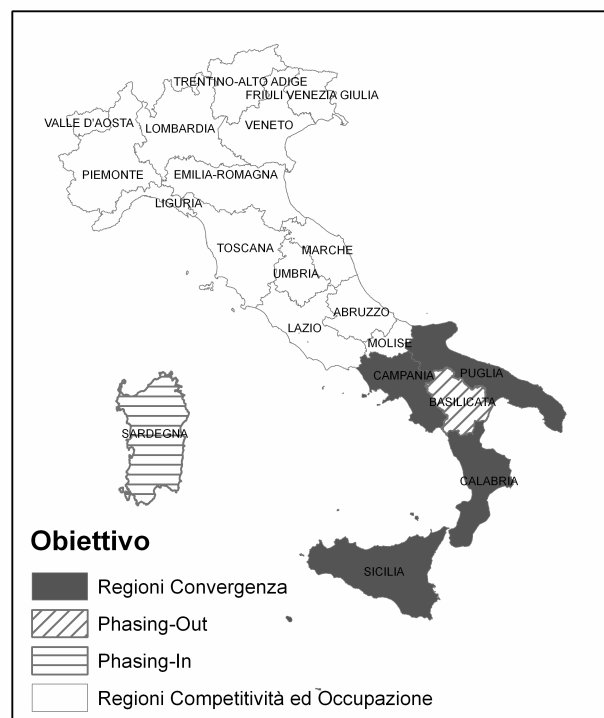 TRENTINO-ALTO ADIGE
FRIULI VENEZIA GIULIA
VALLE D'AOSTA
LOMBARDIA
VENETO
PIEMONTE
EMILIA-ROMAGNA
LIGURIA
TOSCANA
MARCHE
UMBRIA
ABRUZZO
LAZIO
MOLISE
CAMPANIA
PUGLIA
BASILICATA
SARDEGNA
CALABRIA
SICILIA
Obiettivo
Regioni Convergenza
Phasing-Out
Phasing-In
Regioni Competitività ed ™Occupazione